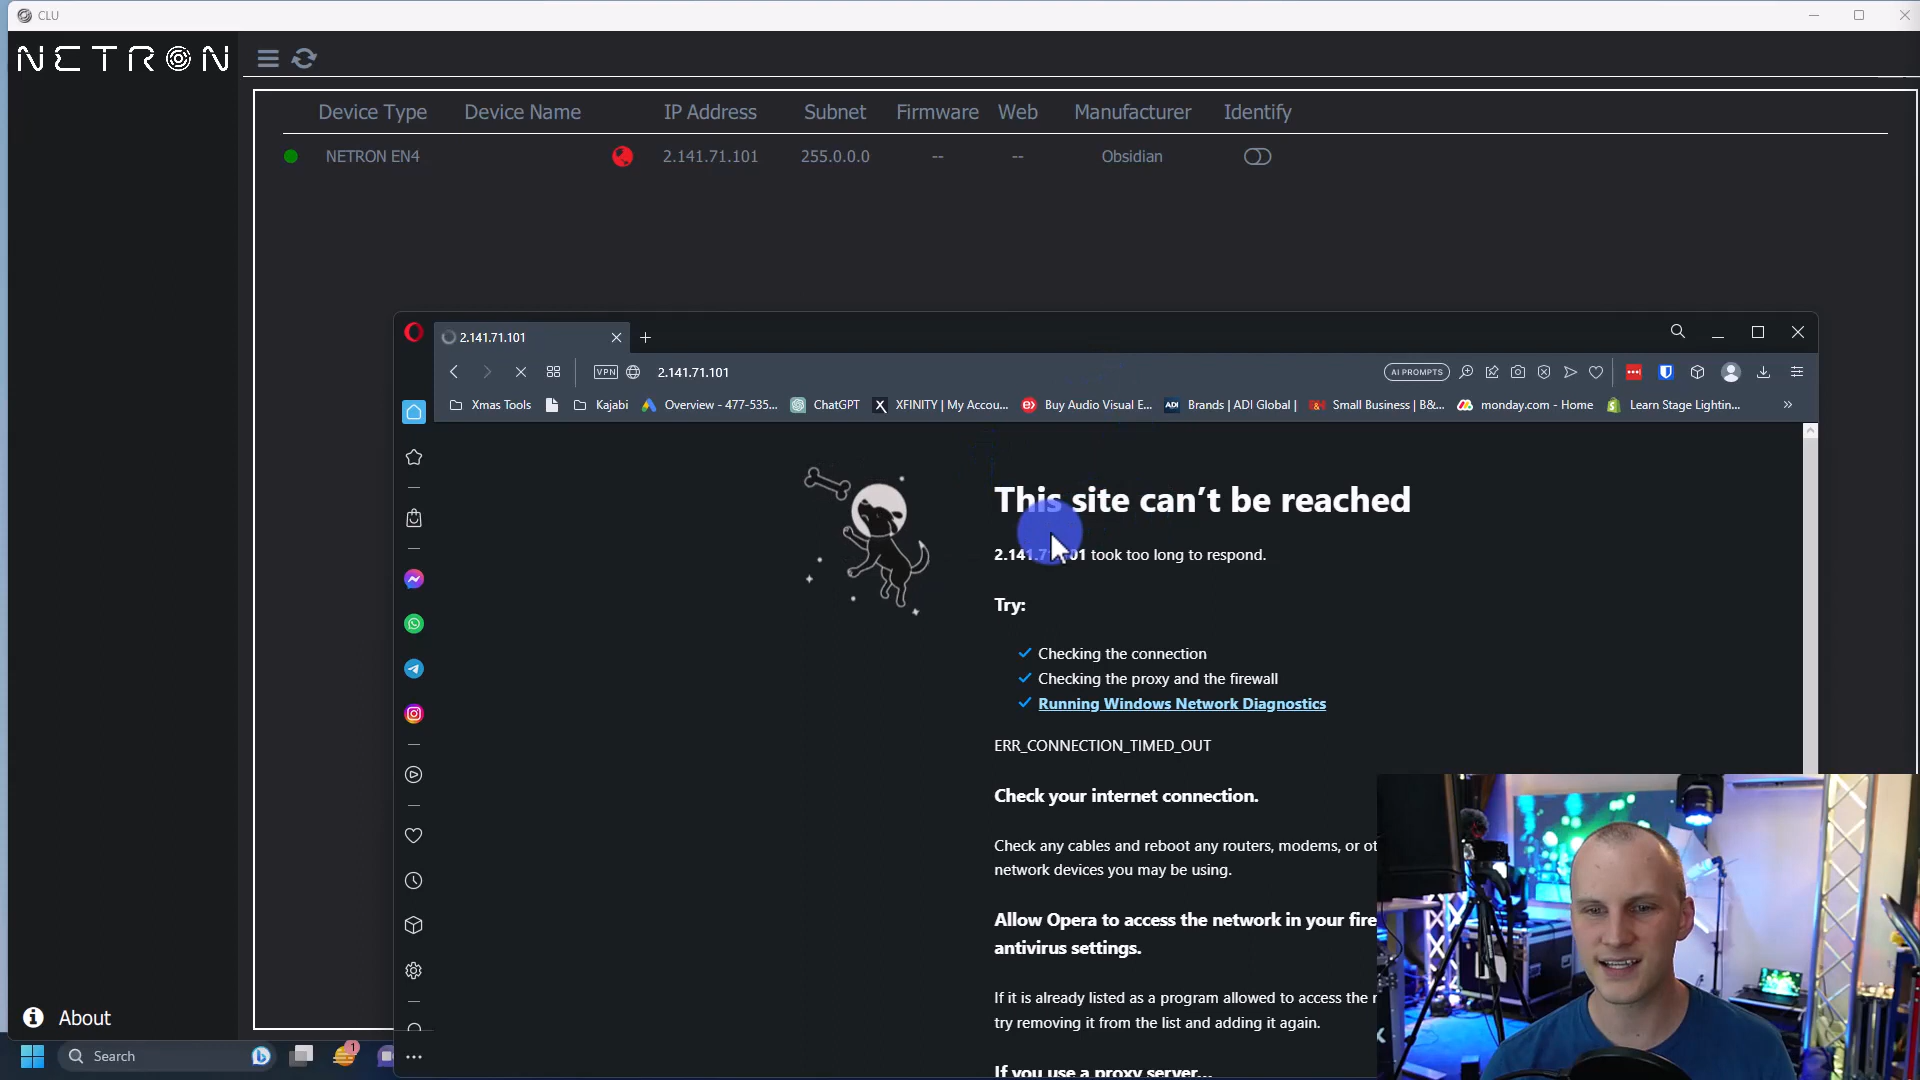 CLU
NETRON
Device Type Device Name IP Address Subnet Firmware Web Manufacturer Identify
NETRON EN4 2.141.71.101 255.0.0.0 -- -- Obsidian
2.141.71.101
VPN 2.141.71.101 AI PROMPTS
Xmas Tools Kajabi Overview - 477-535... ChatGPT XFINITY | My Accou... Buy Audio Visual E... ADI Brands | ADI Global | Small Business | B&... monday.com - Home Learn Stage Lightin... »
This site can’t be reached
2.141.71.101 took too long to respond.
Try:
Checking the connection
Checking the proxy and the firewall
Running Windows Network Diagnostics
ERR_CONNECTION_TIMED_OUT
Check your internet connection.
Check any cables and reboot any routers, modems, or
network devices you may be using.
Allow Opera to access the network in your
antivirus settings.
If it is already listed as a program allowed to access the
try removing it from the list and adding it again.
If you use a proxy server...
About
Search
1